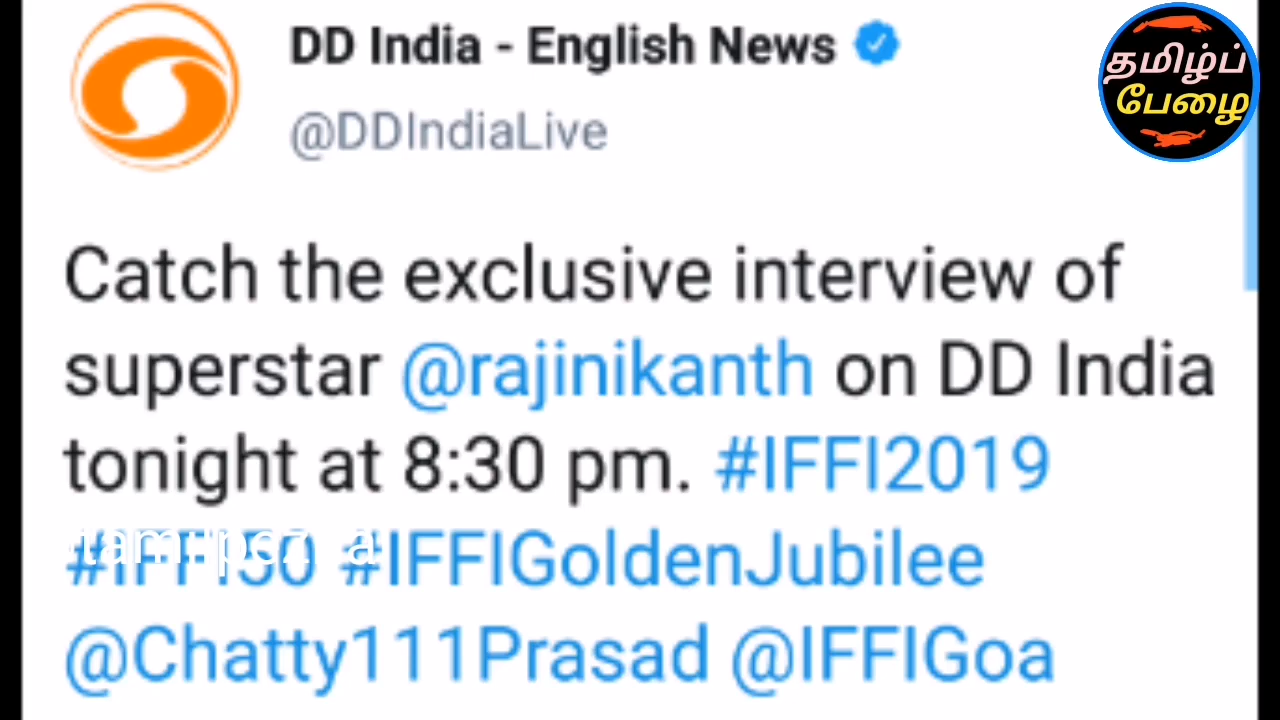 DD India - English News
@DDIndiaLive
தமிழ்ப்
பேழை
Catch the exclusive interview of
superstar @rajinikanth on DD India
tonight at 8:30 pm. #IFFI2019
#IFFI50 #IFFIGoldenJubilee
@Chatty111Prasad @IFFIGoa